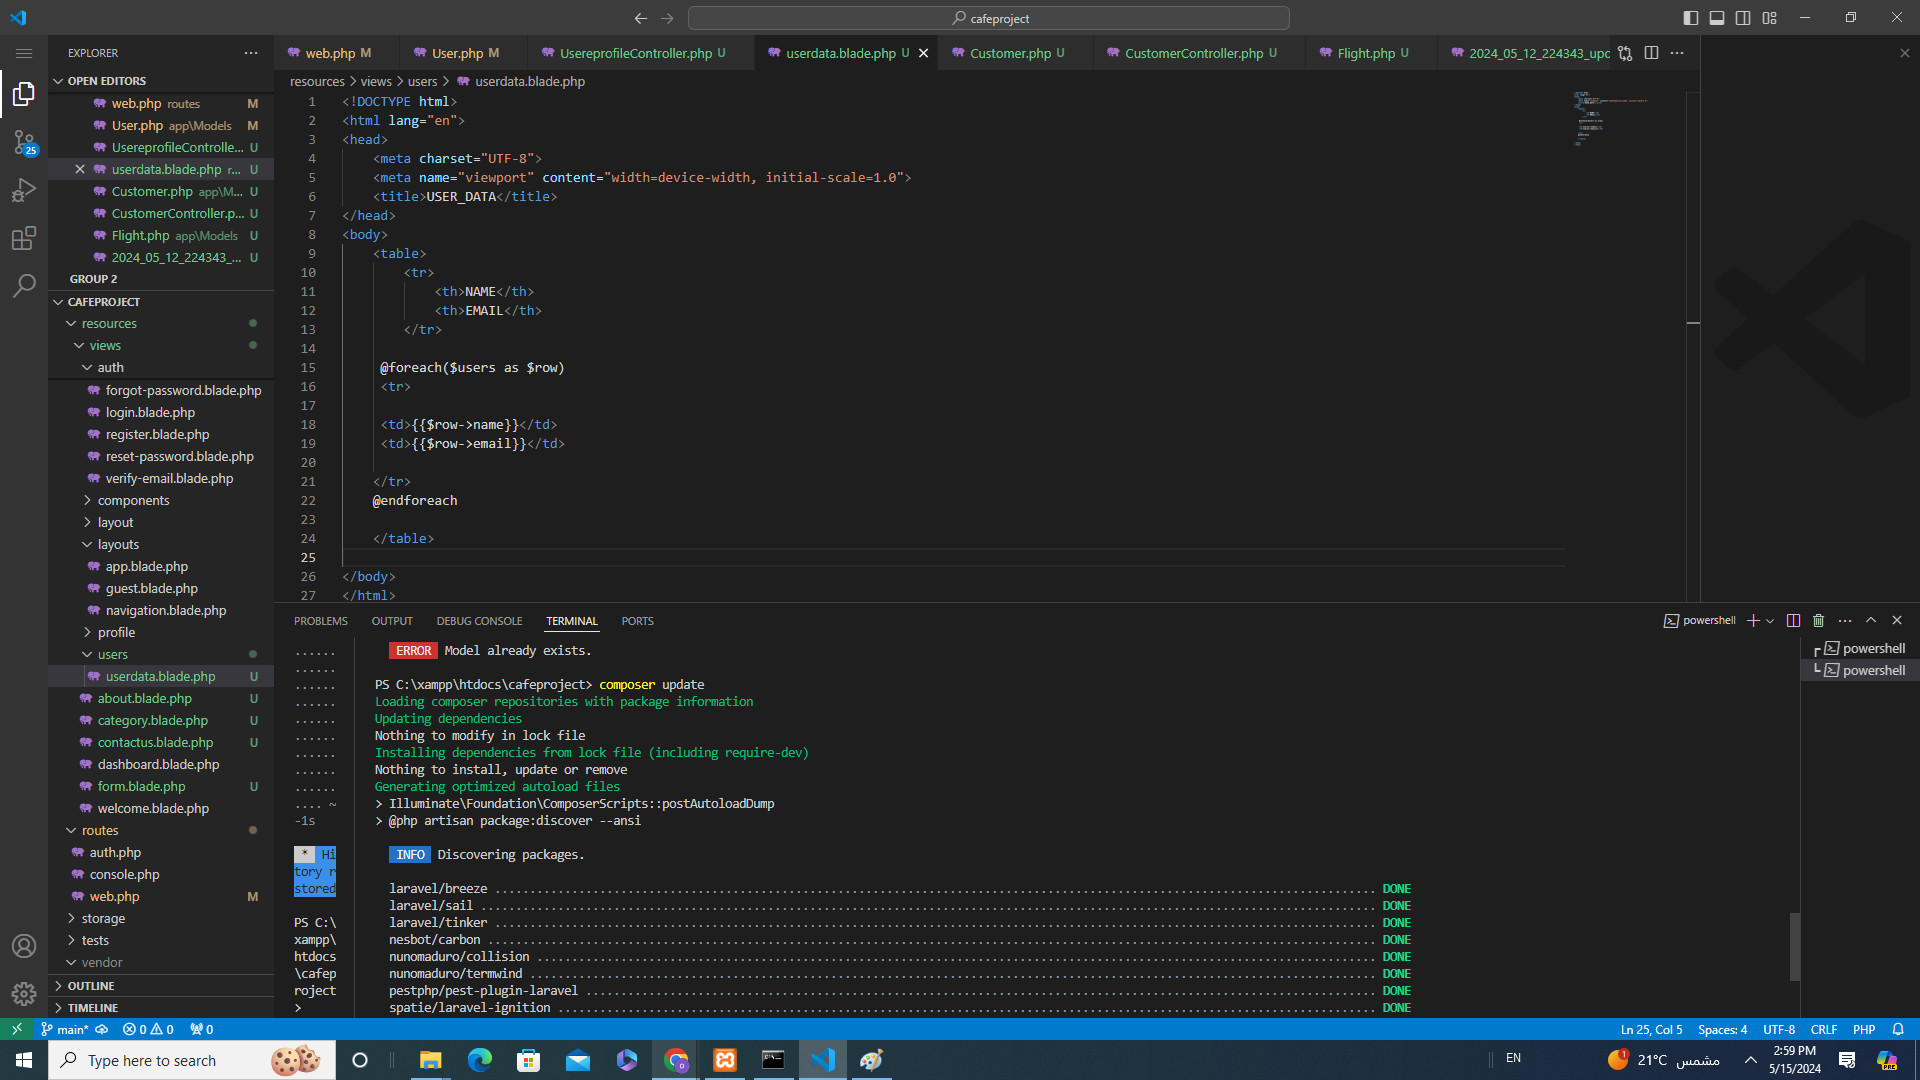 cafeproject
EXPLORER
OPEN EDITORS
web.php routes M
User.php app\Models M
UsereprofileControlle... U
userdata.blade.php r... U
Customer.php app\M... U
CustomerController.p... U
Flight.php app\Models U
2024_05_12_224343_... U
GROUP 2
CAFEPROJECT
resources
views
auth
forgot-password.blade.php
login.blade.php
register.blade.php
reset-password.blade.php
verify-email.blade.php
components
layout
layouts
app.blade.php
guest.blade.php
navigation.blade.php
profile
users
userdata.blade.php U
about.blade.php U
category.blade.php U
contactus.blade.php U
dashboard.blade.php
form.blade.php U
welcome.blade.php
routes
auth.php
console.php
web.php M
storage
tests
vendor
OUTLINE
TIMELINE
25
web.php M
User.php M
UsereprofileController.php U
userdata.blade.php U
Customer.php U
CustomerController.php U
Flight.php U
2024_05_12_224343_upd
resources > views > users > userdata.blade.php
1 <!DOCTYPE html>
2 <html lang="en">
3 <head>
4 <meta charset="UTF-8">
5 <meta name="viewport" content="width=device-width, initial-scale=1.0">
6 <title>USER_DATA</title>
7 </head>
8 <body>
9 <table>
10 <tr>
11 <th>NAME</th>
12 <th>EMAIL</th>
13 </tr>
14
15 @foreach($users as $row)
16 <tr>
17
18 <td>{{$row->name}}</td>
19 <td>{{$row->email}}</td>
20
21 </tr>
22 @endforeach
23
24 </table>
25
26 </body>
27 </html>
PROBLEMS OUTPUT DEBUG CONSOLE TERMINAL PORTS
powershell
powershell
powershell
......
......
......
......
......
......
......
......
......
.... ~
-1s
* Hi
tory r
stored
PS C:\
xampp\
htdocs
\cafep
roject
>
ERROR Model already exists.
PS C:\xampp\htdocs\cafeproject> composer update
Loading composer repositories with package information
Updating dependencies
Nothing to modify in lock file
Installing dependencies from lock file (including require-dev)
Nothing to install, update or remove
Generating optimized autoload files
> Illuminate\Foundation\ComposerScripts::postAutoloadDump
> @php artisan package:discover --ansi
INFO Discovering packages.
laravel/breeze ..... DONE
laravel/sail ..... DONE
laravel/tinker ..... DONE
nesbot/carbon ..... DONE
nunomaduro/collision ..... DONE
nunomaduro/termwind ..... DONE
pestphp/pest-plugin-laravel ..... DONE
spatie/laravel-ignition ..... DONE
main* 0 0 0
Ln 25, Col 5 Spaces: 4 UTF-8 CRLF PHP
Type here to search
EN
1
21°C مشمس
2:59 PM
5/15/2024
PRE